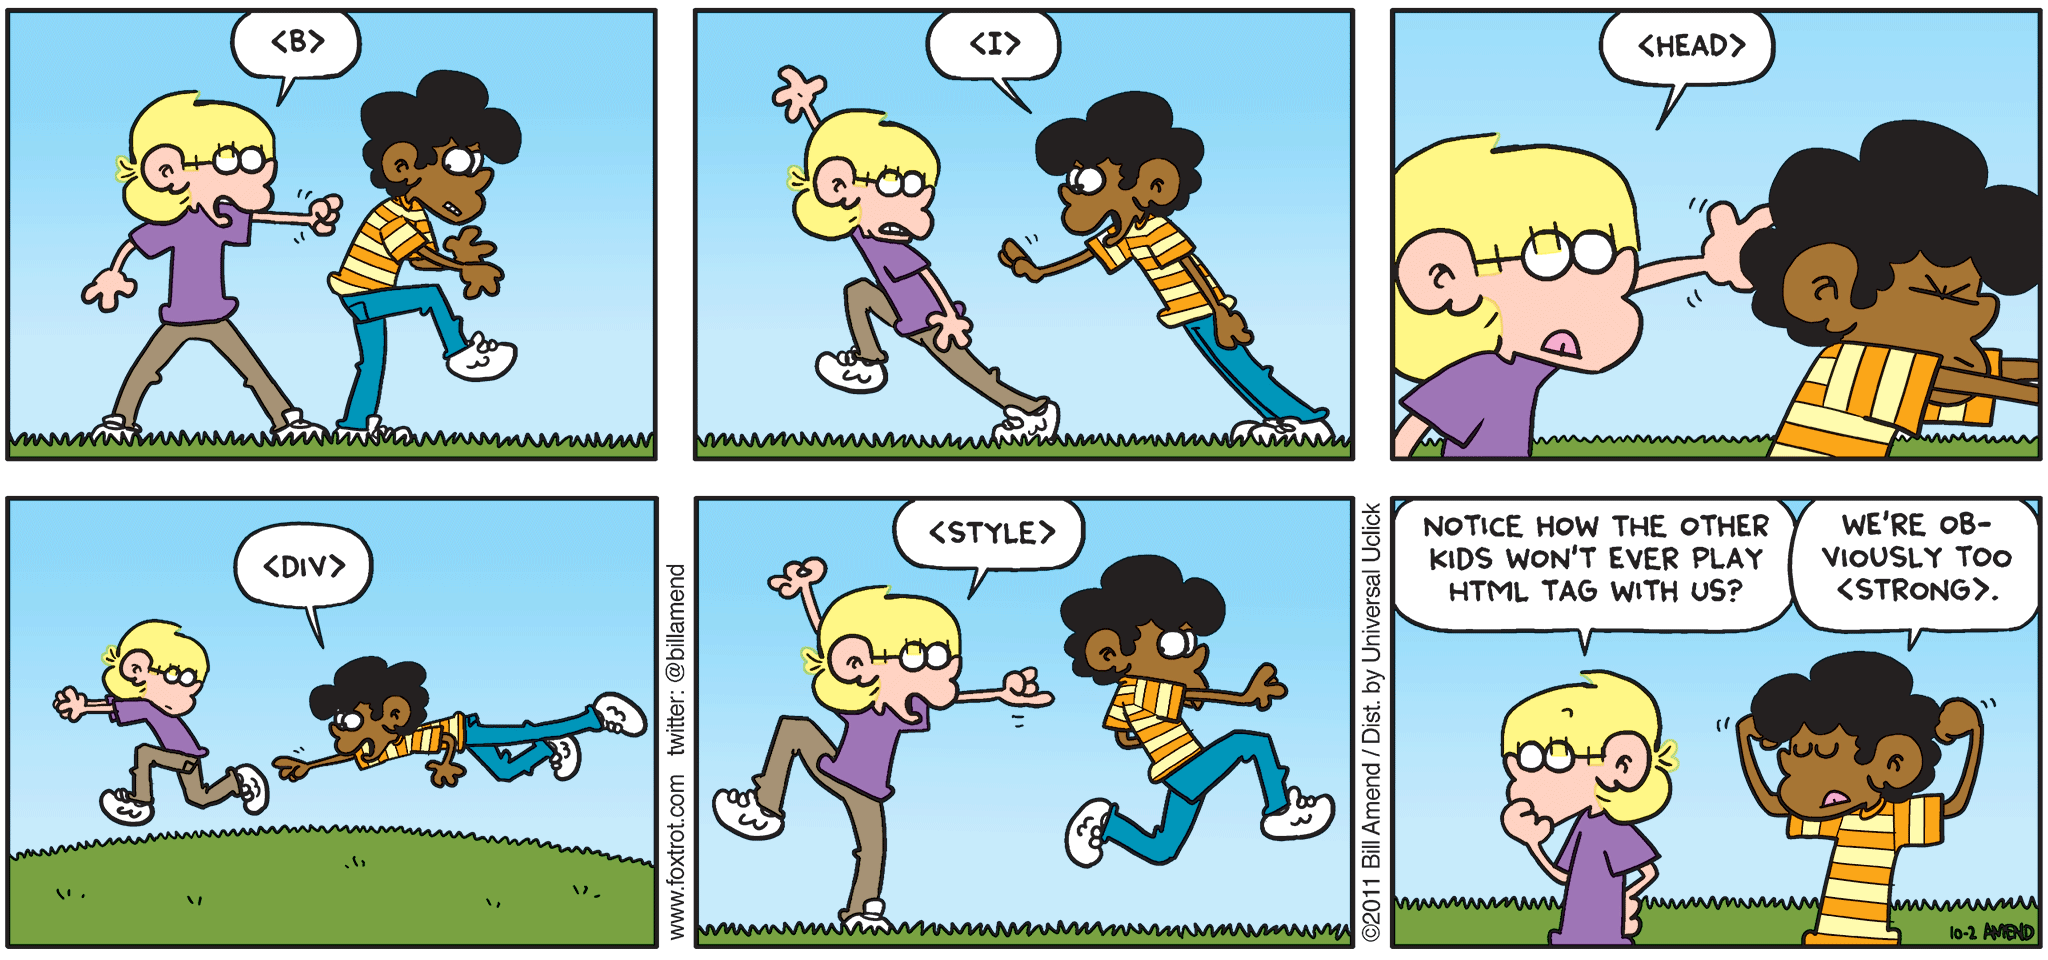 <B>
<I>
<HEAD>
<DIV>
<STYLE>
NOTICE HOW THE OTHER
KIDS WON'T EVER PLAY
HTML TAG WITH US?
WE'RE OB-
VIOUSLY TOO
<STRONG>.
www.foxtrot.com twitter: @billamend
©2011 Bill Amend / Dist. by Universal Uclick
10-2 AMEND